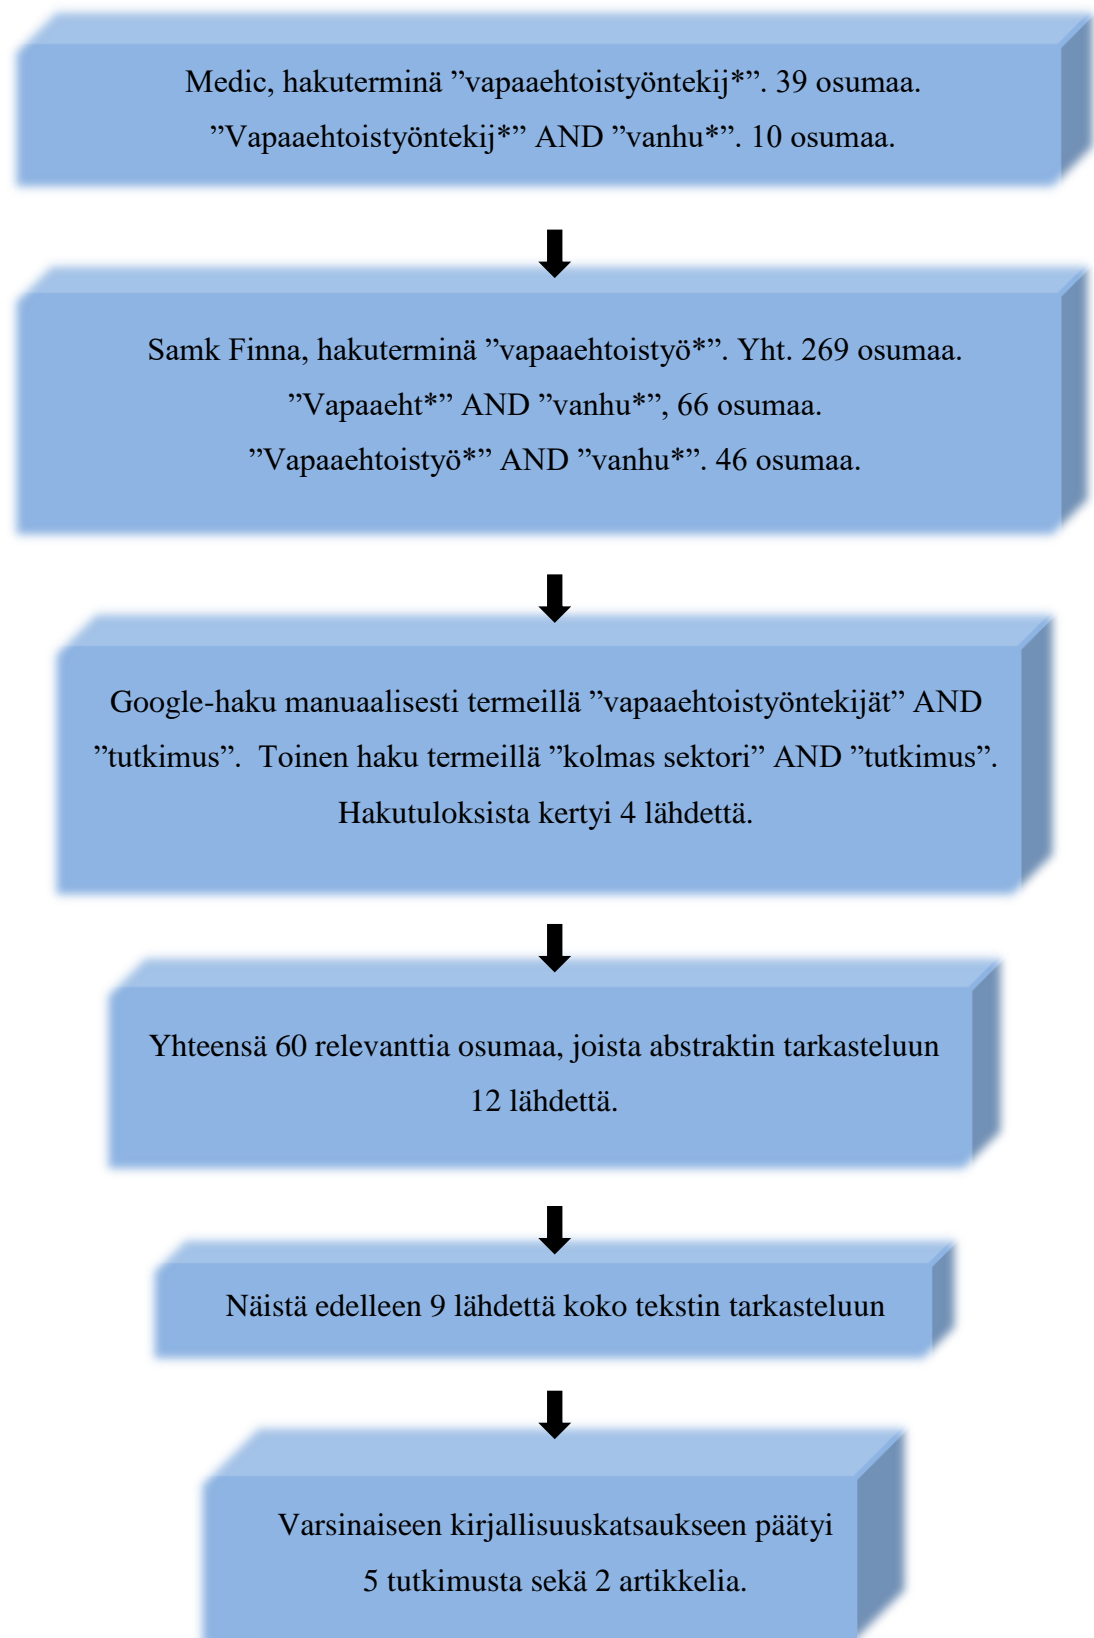 Medic, hakuterminä ”vapaaehtoistyöntekij*”. 39 osumaa.
”Vapaaehtoistyöntekij*” AND ”vanhu*”. 10 osumaa.
Samk Finna, hakuterminä ”vapaaehtoistyö*”. Yht. 269 osumaa.
”Vapaaeht*” AND ”vanhu*”, 66 osumaa.
”Vapaaehtoistyö*” AND ”vanhu*”. 46 osumaa.
Google-haku manuaalisesti termeillä ”vapaaehtoistyöntekijät” AND
”tutkimus”. Toinen haku termeillä ”kolmas sektori” AND ”tutkimus”.
Hakutuloksista kertyi 4 lähdettä.
Yhteensä 60 relevanttia osumaa, joista abstraktin tarkasteluun
12 lähdettä.
Näistä edelleen 9 lähdettä koko tekstin tarkasteluun
Varsinaiseen kirjallisuuskatsaukseen päätyi
5 tutkimusta sekä 2 artikkelia.